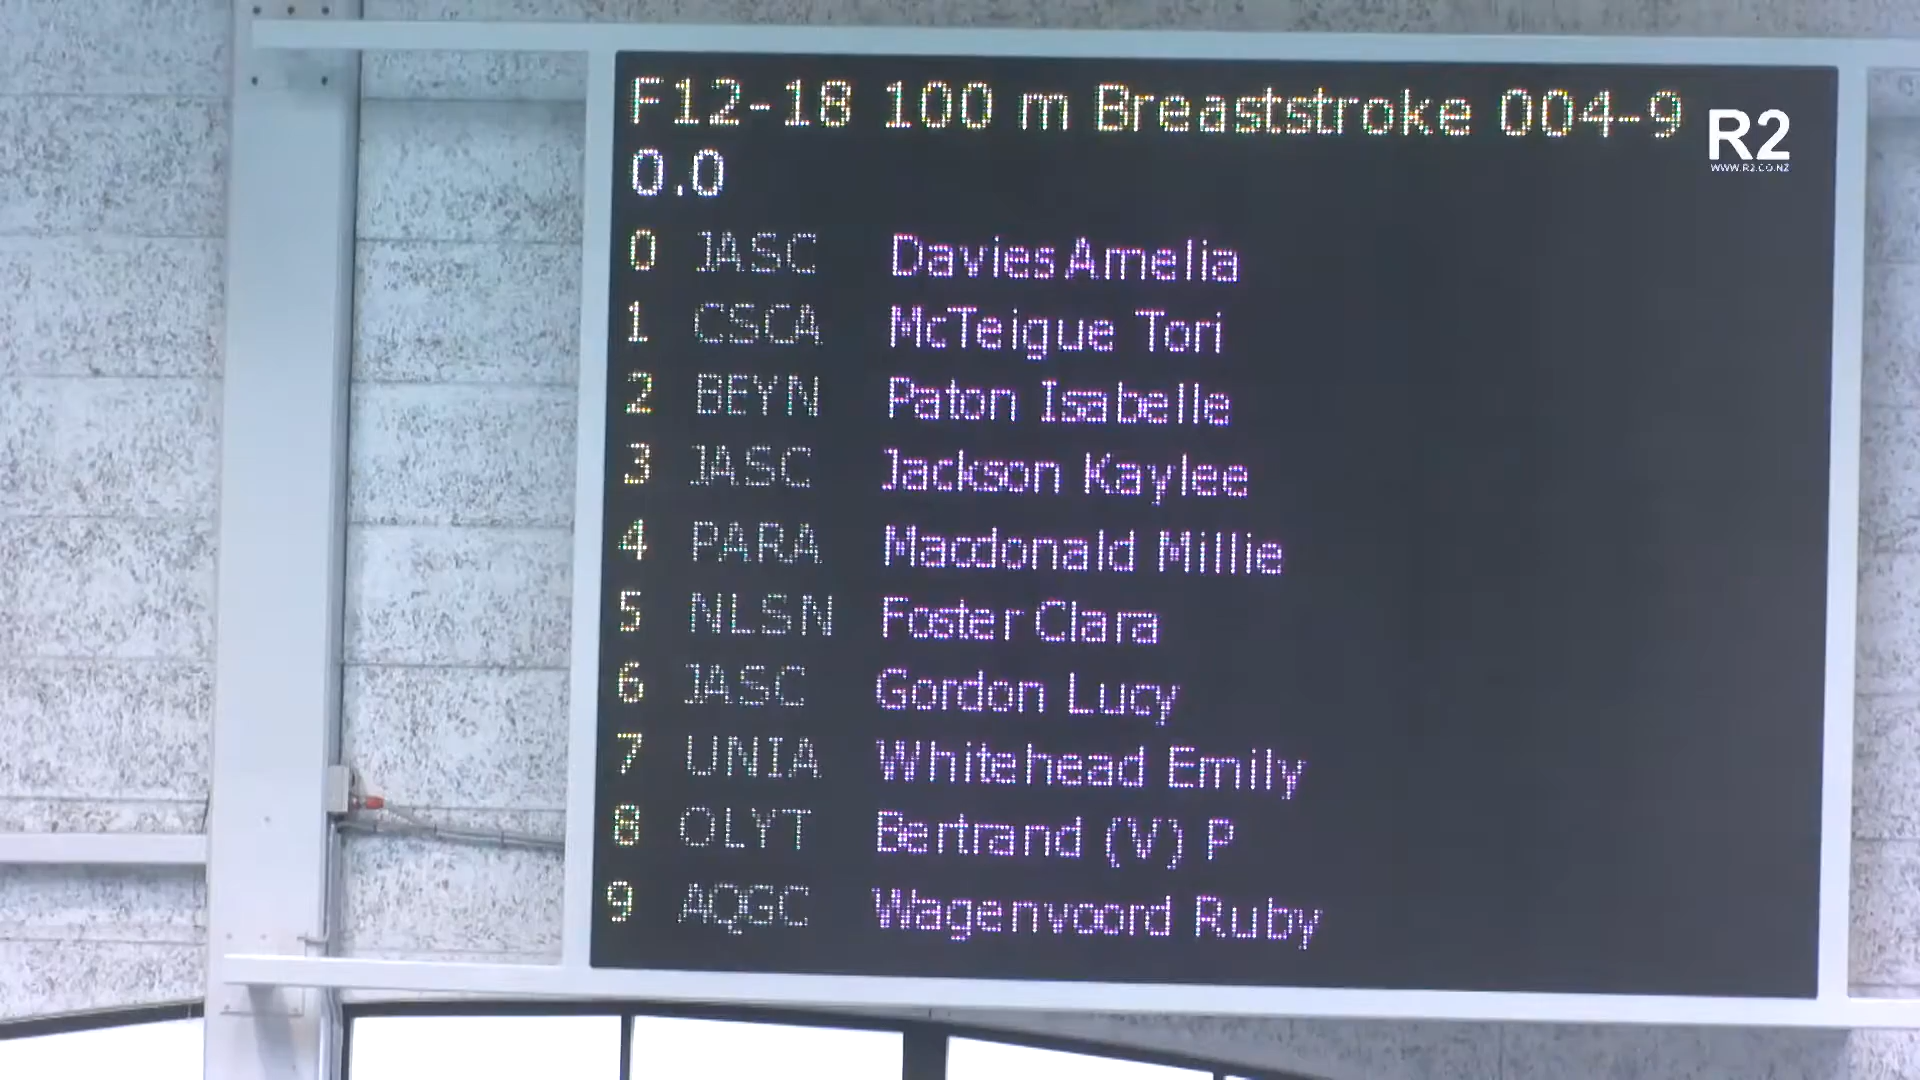 F12-18 100 m Breaststroke 004-9
0.0
R2
WWW.R2.CO.NZ
0 JASC Davies Amelia
1 CSCA McTeigue Tori
2 BEYN Paton Isabelle
3 JASC Jackson Kaylee
4 PARA Macdonald Millie
5 NLSN Foster Clara
6 JASC Gordon Lucy
7 UNIA Whitehead Emily
8 OLYT Bertrand (V) P
9 AQGC Wagenvoord Ruby